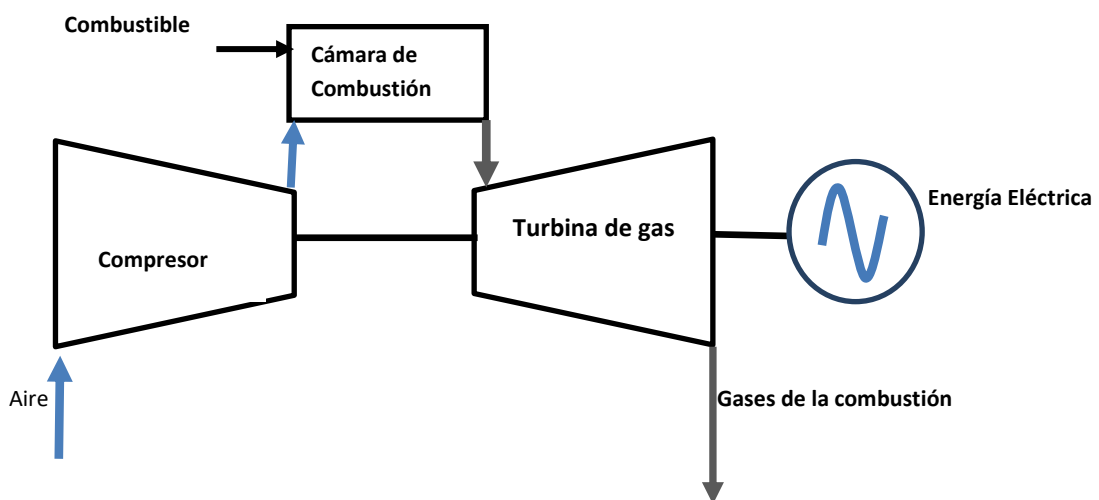 Combustible
Cámara de
Combustión
Energía Eléctrica
Turbina de gas
Compresor
Aire
Gases de la combustión